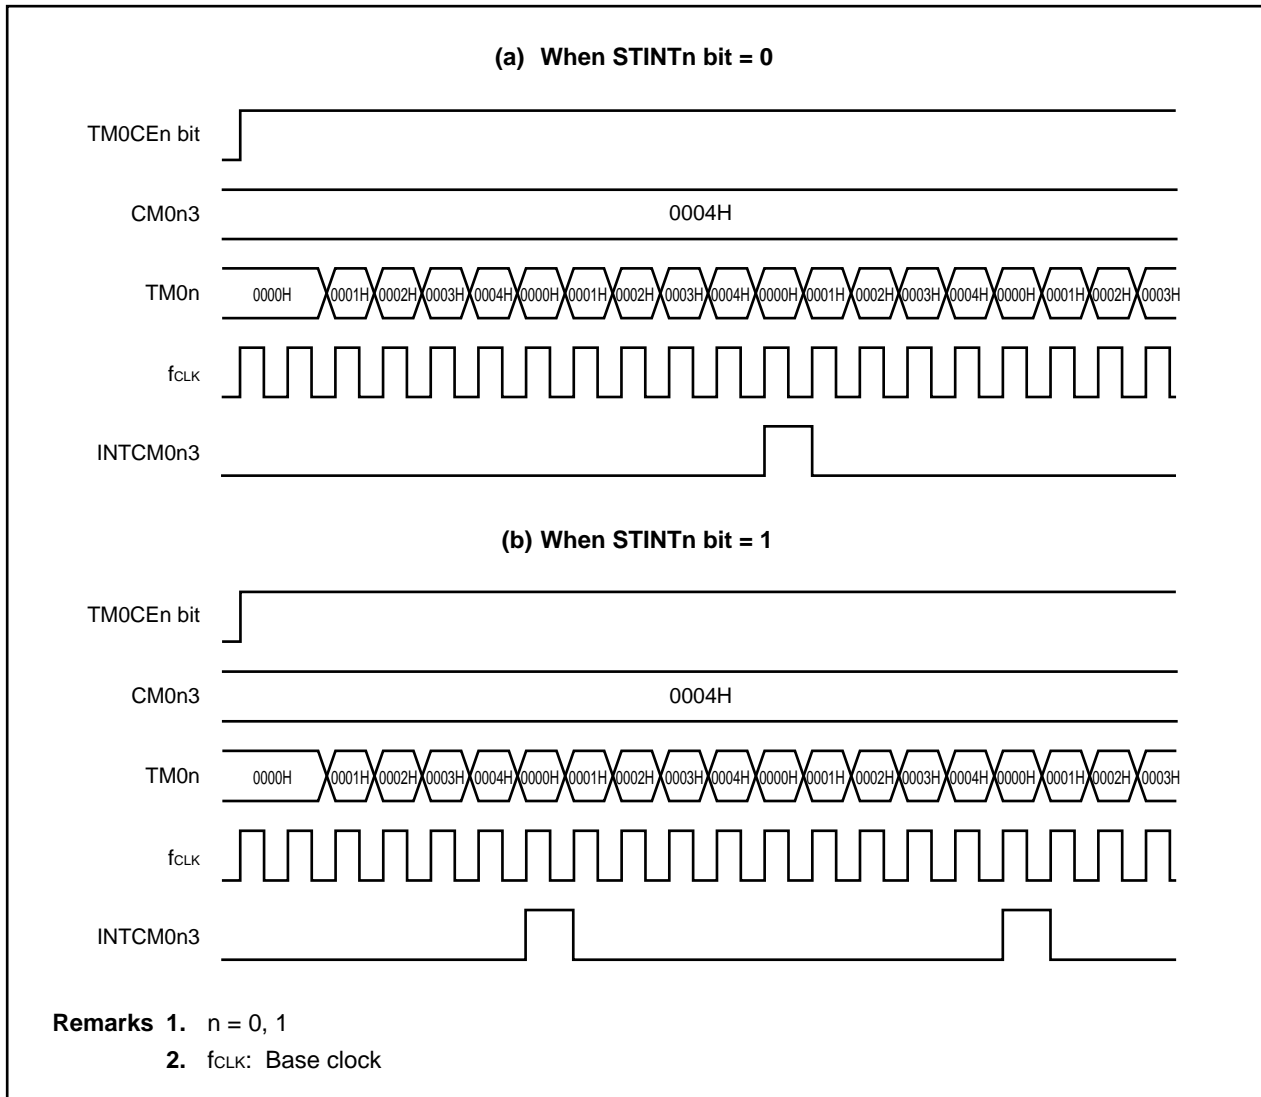 (a) When STINTn bit = 0
TM0CEn bit
CM0n3 0004H
TM0n 0000H 0001H 0002H 0003H 0004H 0000H 0001H 0002H 0003H 0004H 0000H 0001H 0002H 0003H 0004H 0000H 0001H 0002H 0003H
fCLK
INTCM0n3
(b) When STINTn bit = 1
TM0CEn bit
CM0n3 0004H
TM0n 0000H 0001H 0002H 0003H 0004H 0000H 0001H 0002H 0003H 0004H 0000H 0001H 0002H 0003H 0004H 0000H 0001H 0002H 0003H
fCLK
INTCM0n3
Remarks 1. n = 0, 1
2. fCLK: Base clock